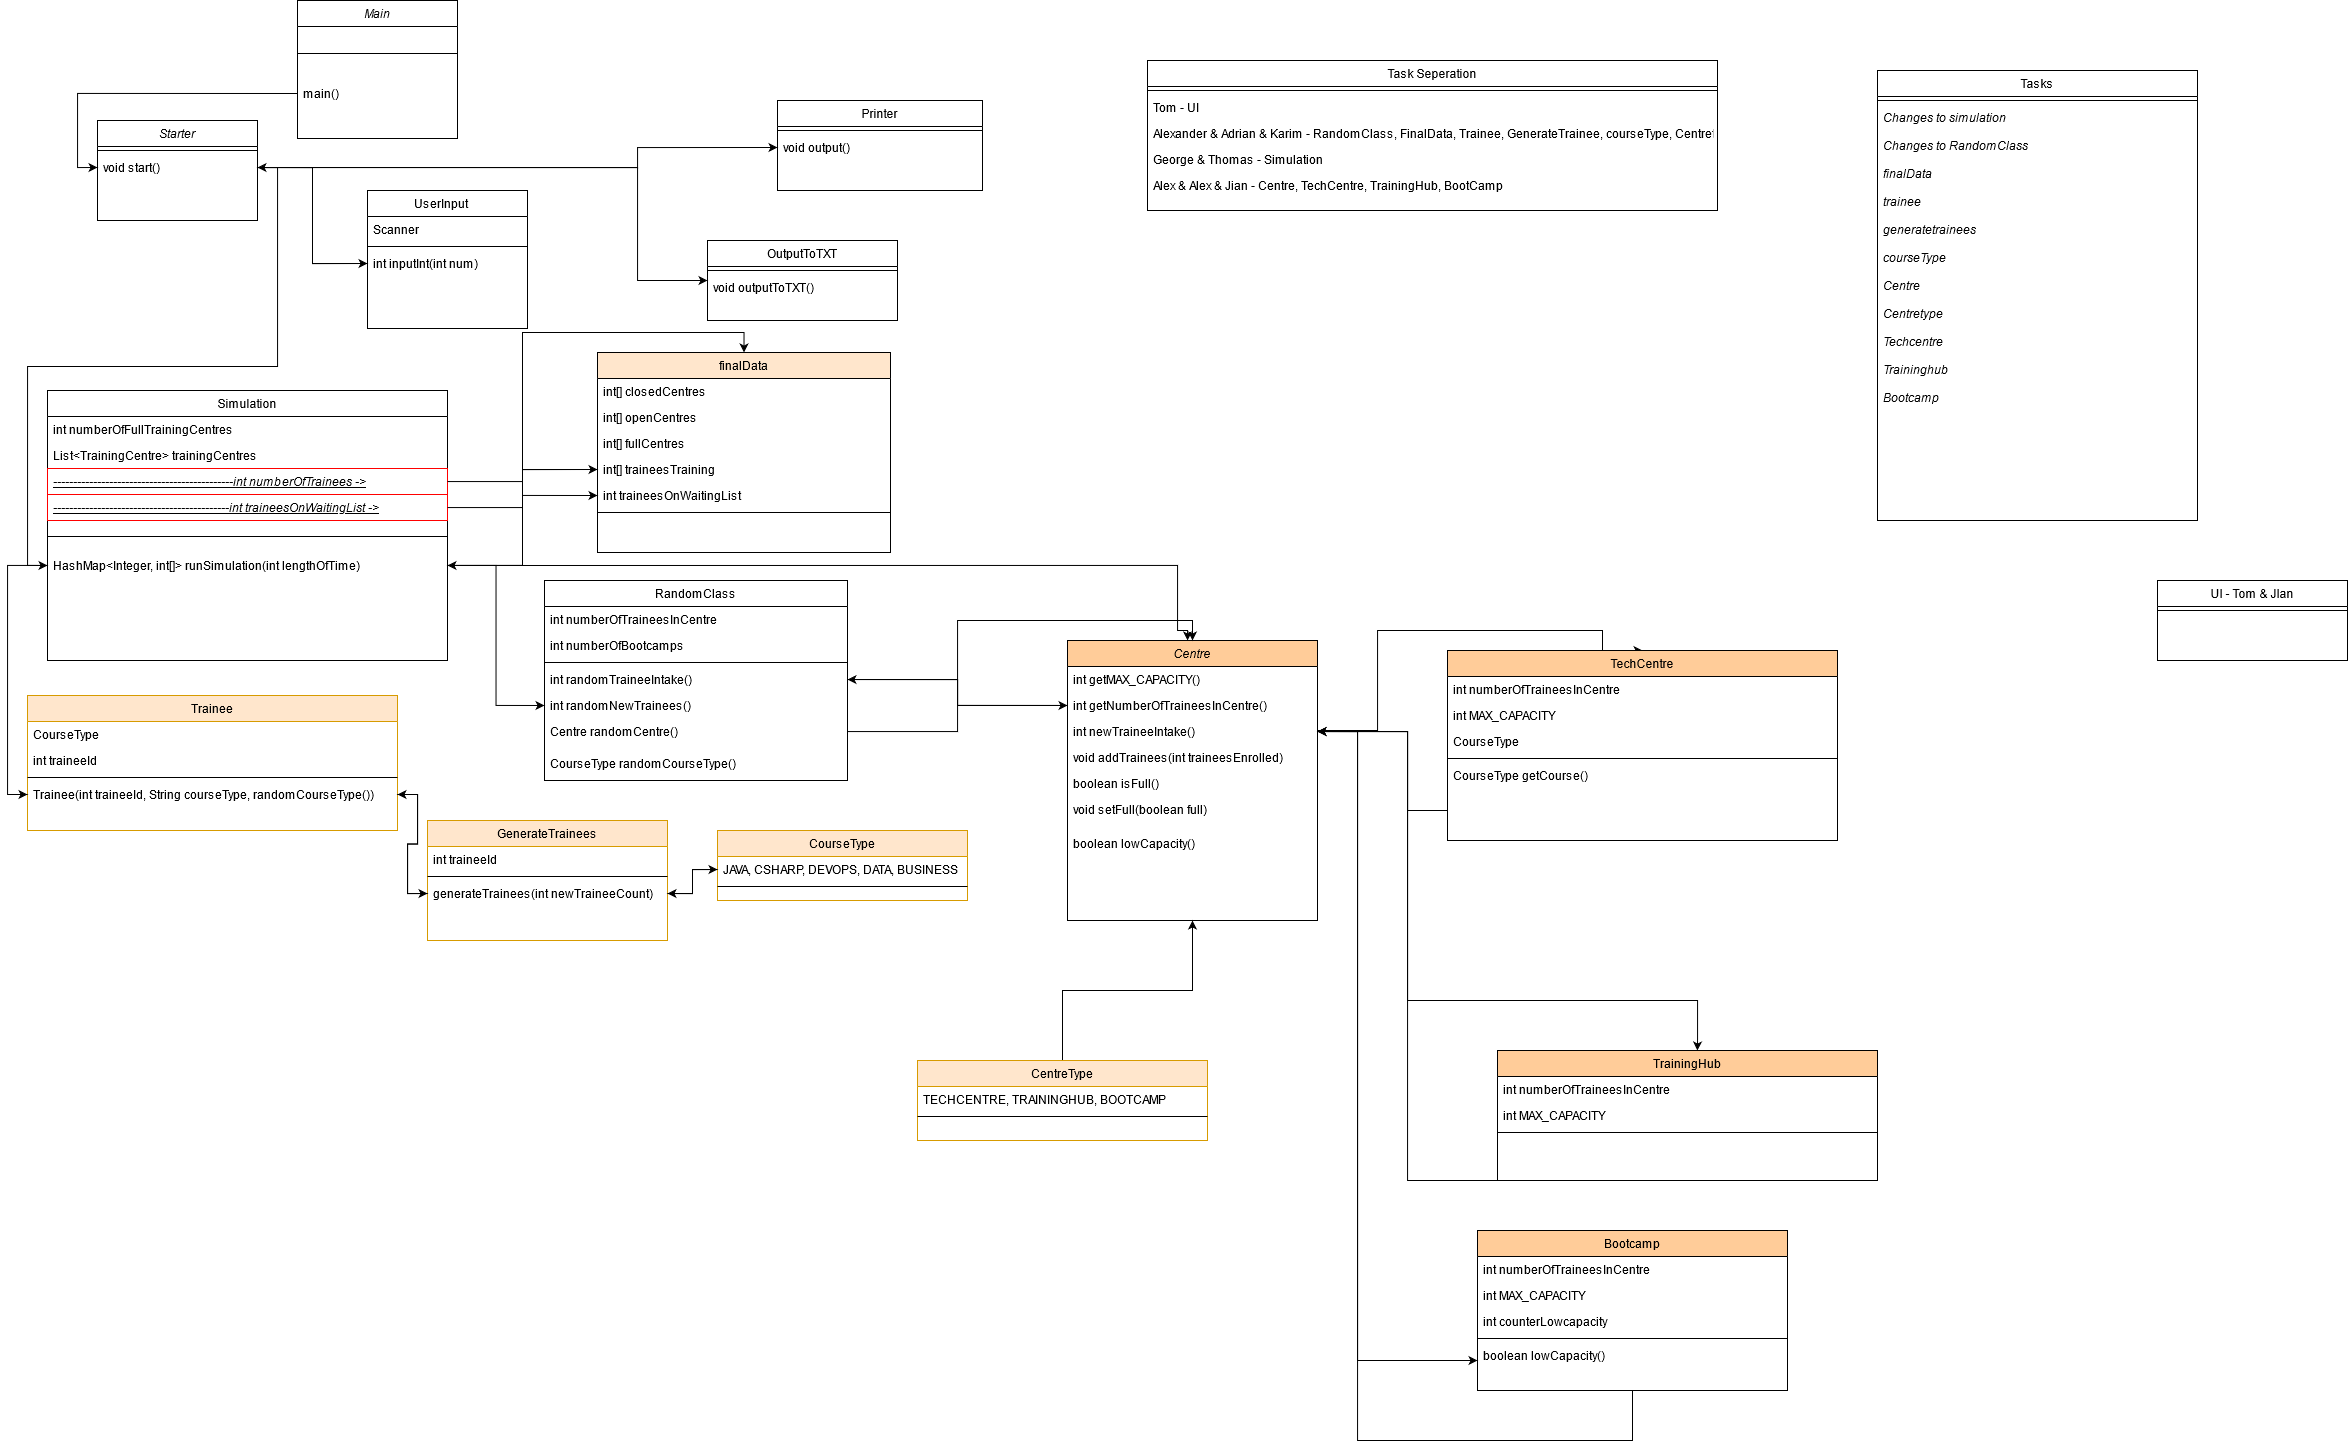 Main
main()
Starter
void start()
Printer
void output()
UserInput
Scanner
int inputInt(int num)
OutputToTXT
void outputToTXT()
Task Seperation
Tom - UI
Alexander & Adrian & Karim - RandomClass, FinalData, Trainee, GenerateTrainee, courseType, Centre
George & Thomas - Simulation
Alex & Alex & Jian - Centre, TechCentre, TrainingHub, BootCamp
Tasks
Changes to simulation
Changes to RandomClass
finalData
trainee
generatetrainees
courseType
Centre
Centretype
Techcentre
Traininghub
Bootcamp
finalData
int[] closedCentres
int[] openCentres
int[] fullCentres
int[] traineesTraining
int traineesOnWaitingList
Simulation
int numberOfFullTrainingCentres
List<TrainingCentre> trainingCentres
---------------------------------------------int numberOfTrainees ->
--------------------------------------------int traineesOnWaitingList ->
HashMap<Integer, int[]> runSimulation(int lengthOfTime)
RandomClass
int numberOfTraineesInCentre
int numberOfBootcamps
int randomTraineeIntake()
int randomNewTrainees()
Centre randomCentre()
CourseType randomCourseType()
UI - Tom & JIan
Centre
int getMAX_CAPACITY()
int getNumberOfTraineesInCentre()
int newTraineeIntake()
void addTrainees(int traineesEnrolled)
boolean isFull()
void setFull(boolean full)
boolean lowCapacity()
TechCentre
int numberOfTraineesInCentre
int MAX_CAPACITY
CourseType
CourseType getCourse()
Trainee
CourseType
int traineeId
Trainee(int traineeId, String courseType, randomCourseType())
GenerateTrainees
int traineeId
generateTrainees(int newTraineeCount)
CourseType
JAVA, CSHARP, DEVOPS, DATA, BUSINESS
CentreType
TECHCENTRE, TRAININGHUB, BOOTCAMP
TrainingHub
int numberOfTraineesInCentre
int MAX_CAPACITY
Bootcamp
int numberOfTraineesInCentre
int MAX_CAPACITY
int counterLowcapacity
boolean lowCapacity()